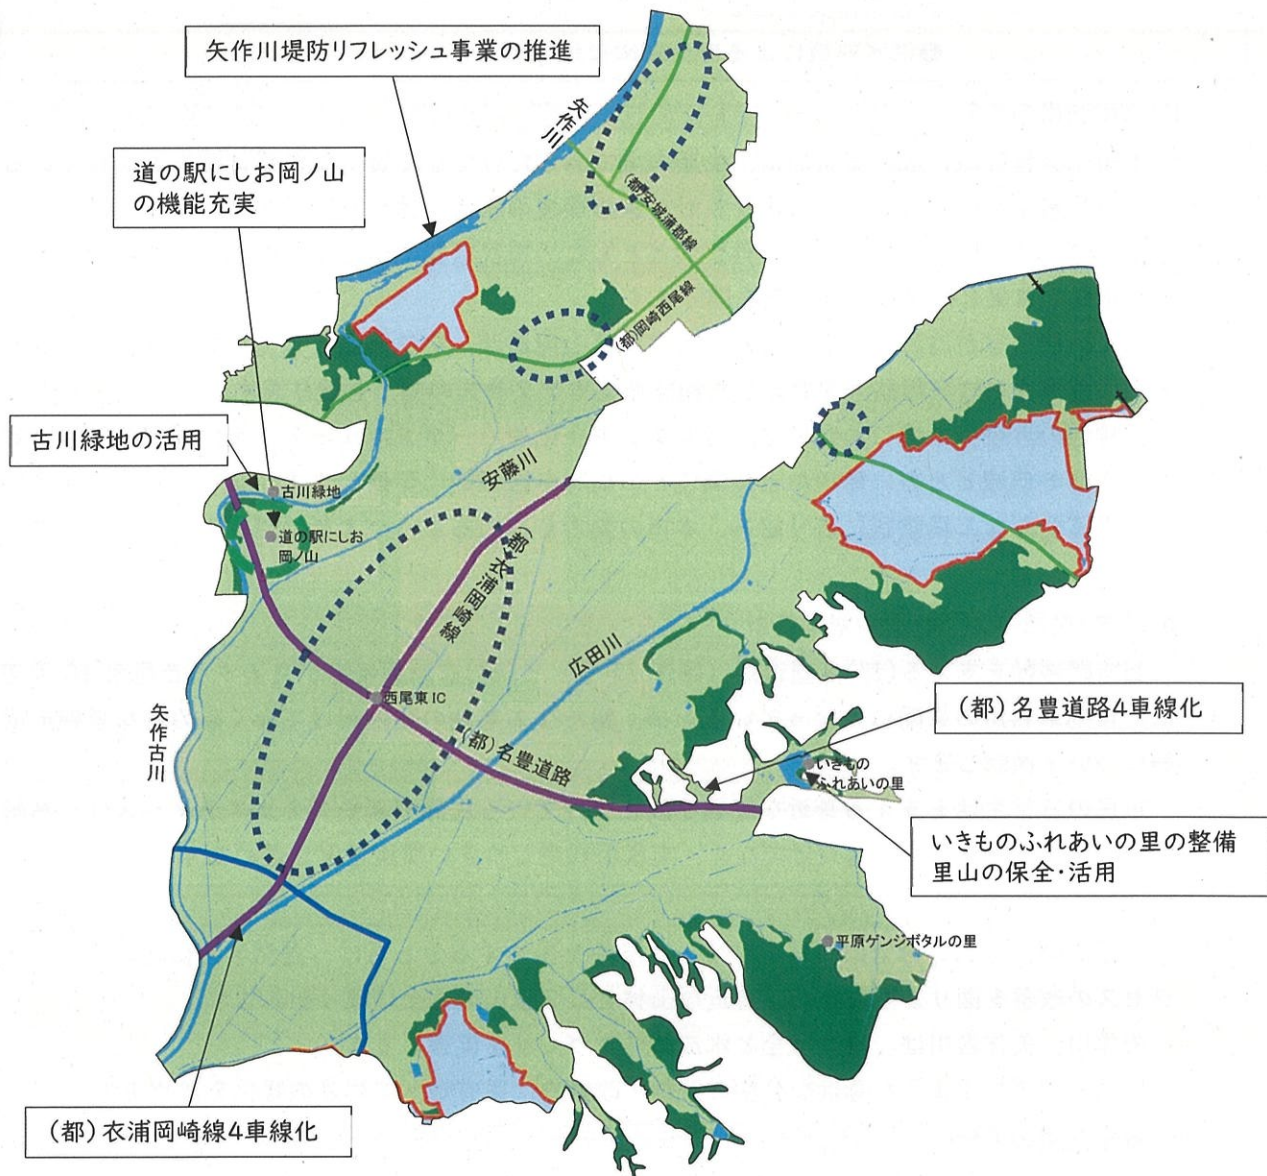 矢作川堤防リフレッシュ事業の推進
矢作川
道の駅にしお岡ノ山
の機能充実
(都)安城蒲郡線
(都)岡崎西尾線
古川緑地の活用
安藤川
古川緑地
道の駅にしお
岡ノ山
(都)衣浦岡崎線
広田川
西尾東IC
(都)名豊道路4車線化
矢作古川
(都)名豊道路
いきもの
ふれあいの里
いきものふれあいの里の整備
里山の保全・活用
平原ゲンジボタルの里
(都)衣浦岡崎線4車線化